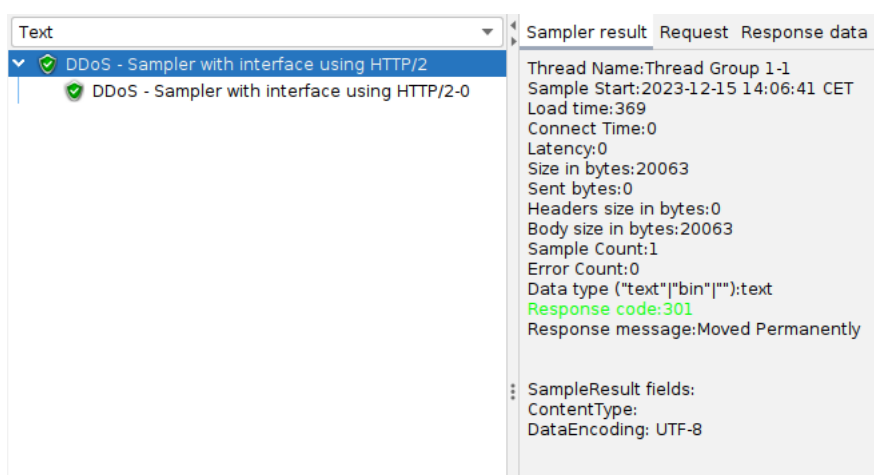 Text
DDoS - Sampler with interface using HTTP/2
DDoS - Sampler with interface using HTTP/2-0
Sampler result Request Response data
Thread Name:Thread Group 1-1
Sample Start:2023-12-15 14:06:41 CET
Load time:369
Connect Time:0
Latency:0
Size in bytes:20063
Sent bytes:0
Headers size in bytes:0
Body size in bytes:20063
Sample Count:1
Error Count:0
Data type ("text"|"bin"|""):text
Response code:301
Response message:Moved Permanently
SampleResult fields:
ContentType:
DataEncoding: UTF-8